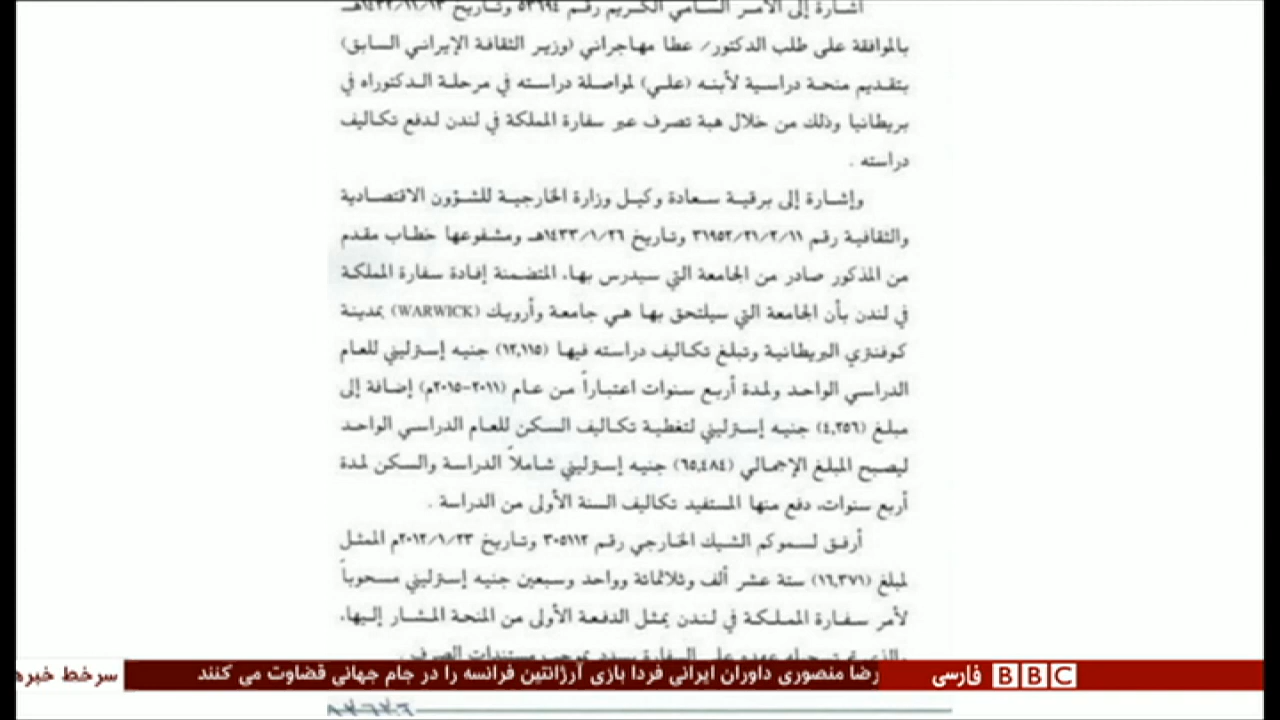 اشارة إلى الأمر السامي الكريم رقم ٥٣٦٩٤ وتاريخ
بالموافقة على طلب الدكتور/ عطا مهاجراني (وزير الثقافة الإيراني السابق)
بتقديم منحة دراسية لأبنه (علي) لمواصلة دراسته في مرحلة الدكتوراه في
بريطانيا وذلك من خلال هبة تصرف عبر سفارة المملكة في لندن لدفع تكاليف
دراسته .
وإشارة إلى برقية سعادة وكيل وزارة الخارجية للشؤون الاقتصادية
والثقافية رقم ٣١٩٥٢/٢١/٢/١١ وتاريخ ١٤٣٣/١/٢٦هـ ومشفوعها خطاب مقدم
من المذكور صادر من الجامعة التي سيدرس بها، المتضمنة إفادة سفارة المملكة
في لندن بأن الجامعة التي سيلتحق بها هي جامعة وأرويك (WARWICK) بمدينة
كوفنتري البريطانية وتبلغ تكاليف دراسته فيها (١٢,١١٥) جنيه إسترليني للعام
الدراسي الواحد ولمدة أربع سنوات اعتباراً من عام (٢٠١١-٢٠١٥م) إضافة إلى
مبلغ (٤,٢٥٦) جنيه إسترليني لتغطية تكاليف السكن للعام الدراسي الواحد
ليصبح المبلغ الإجمالي (٦٥,٤٨٤) جنيه إسترليني شاملاً الدراسة والسكن لمدة
أربع سنوات، دفع منها المستفيد تكاليف السنة الأولى من الدراسة .
أرفق لسموكم الشيك الخارجي رقم ٣٠٥١١٢ وتاريخ ٢٠١٢/١/٢٣م الممثل
لمبلغ (١٦,٣٧١) ستة عشر ألف وثلاثمائة وواحد وسبعين جنيه إسترليني مسحوباً
لأمر سفارة المملكة في لندن يمثل الدفعة الأولى من المنحة المشار إليها،
السفارة يسدد بموجب مستندات الصرف .
BBC فارسی
رضا منصوری داوران ایرانی فردا بازی آرژانتین فرانسه را در جام جهانی قضاوت می کنند
سرخط خبرها